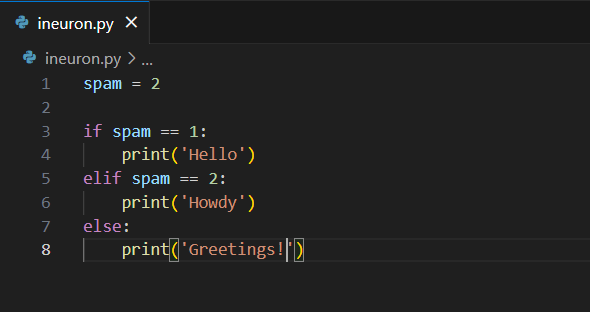 ineuron.py ×
ineuron.py > ...
1 spam = 2
2
3 if spam == 1:
4     print('Hello')
5 elif spam == 2:
6     print('Howdy')
7 else:
8     print('Greetings!')